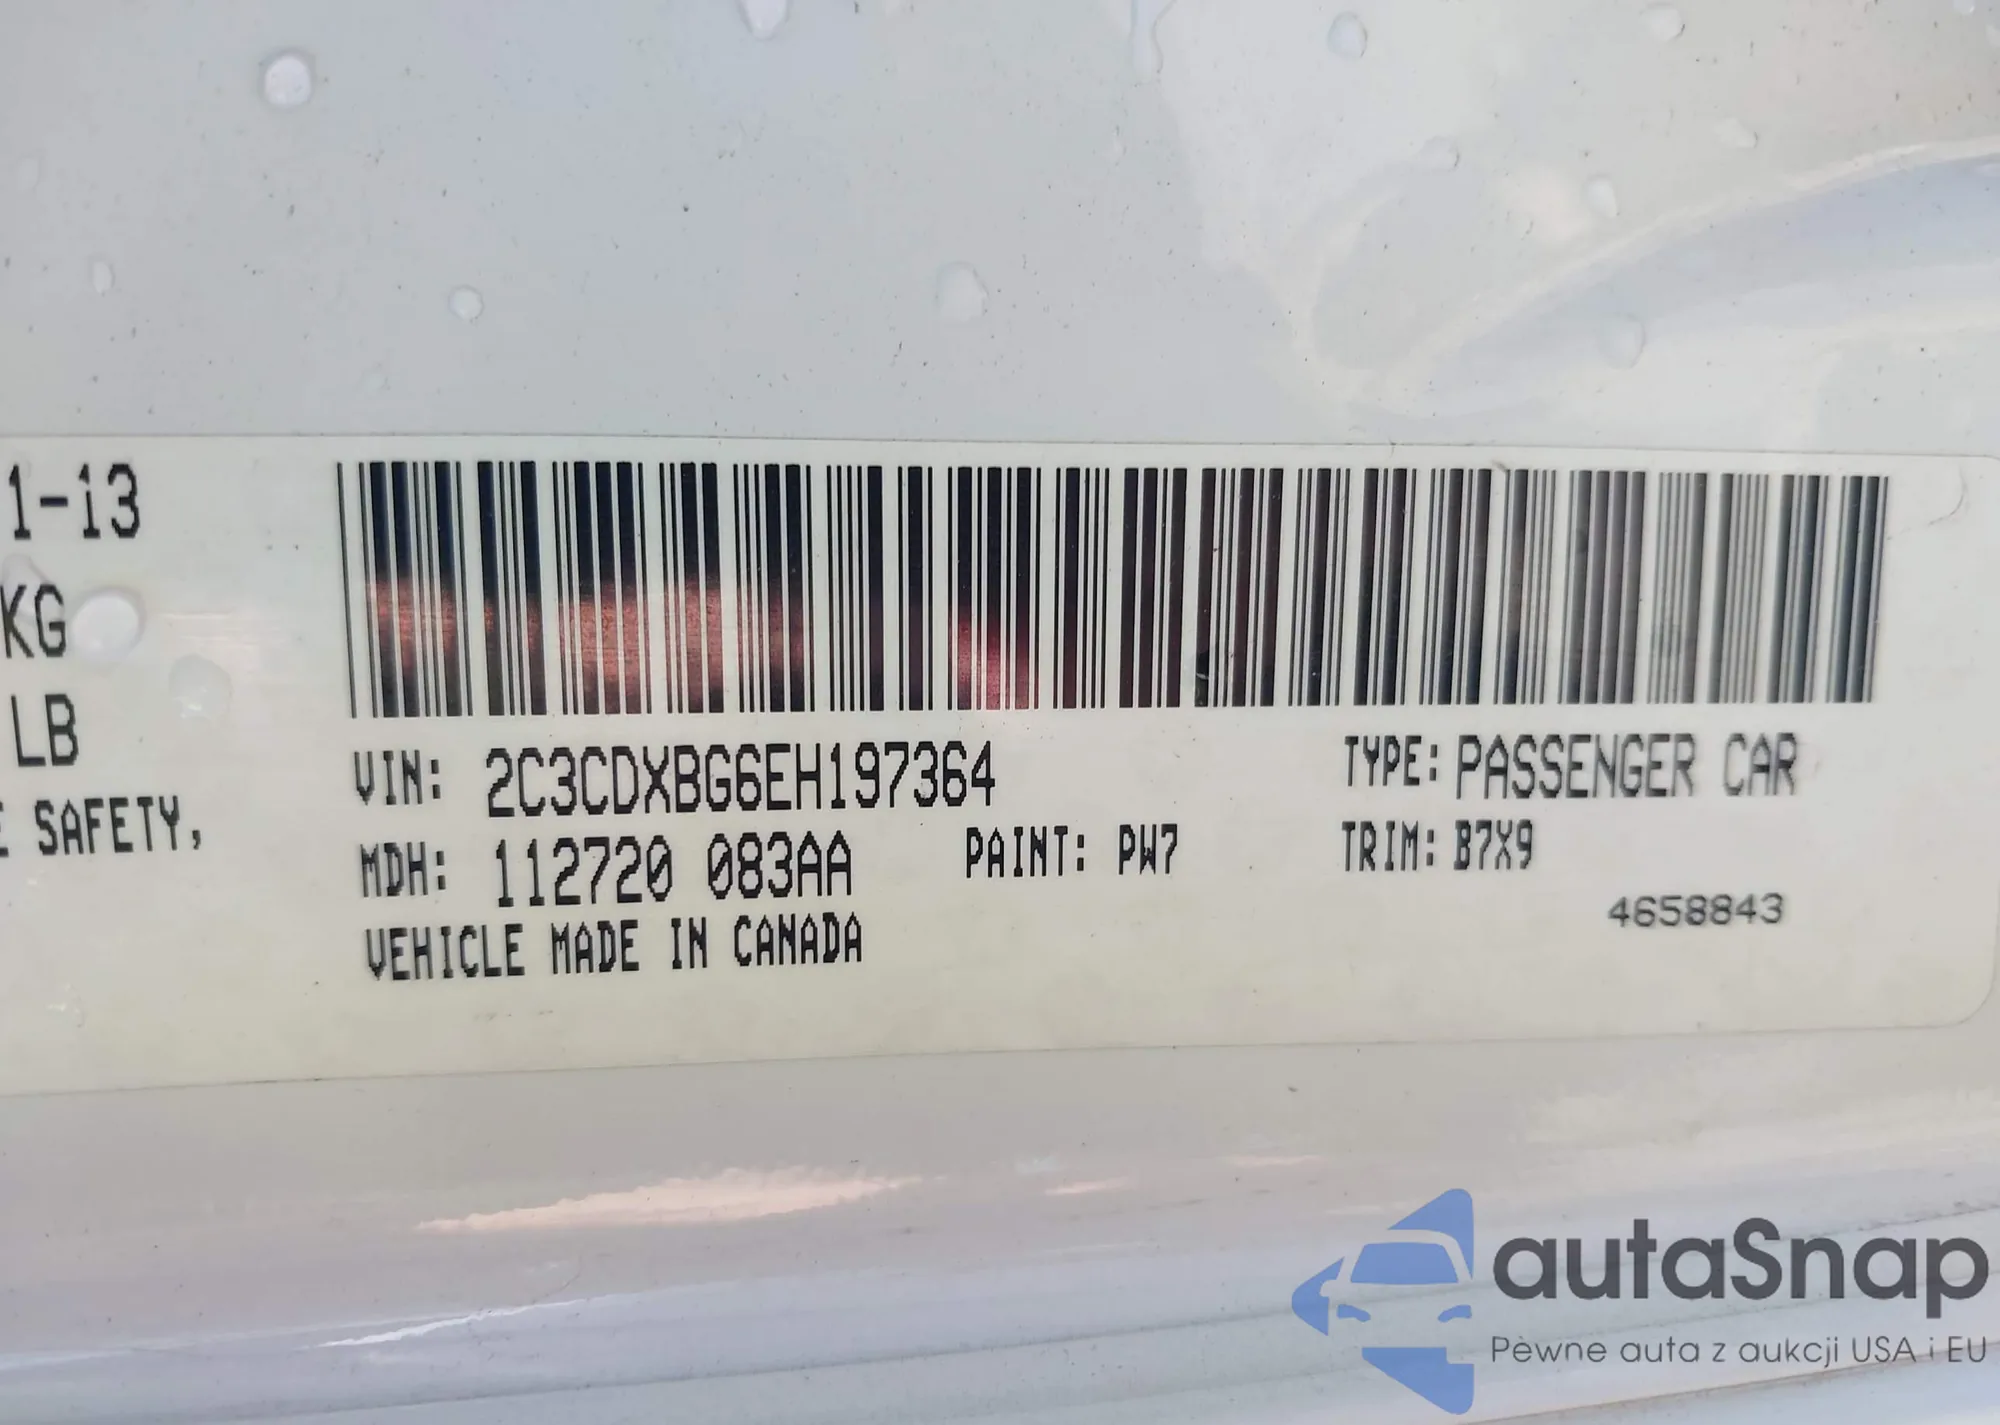 1-13
KG
LB
E SAFETY,
VIN: 2C3CDXBG6EH197364
TYPE: PASSENGER CAR
MDH: 112720 083AA
PAINT: PW7
TRIM: B7X9
VEHICLE MADE IN CANADA
4658843
autaSnap
Pèwne auta z aukcji USA i EU